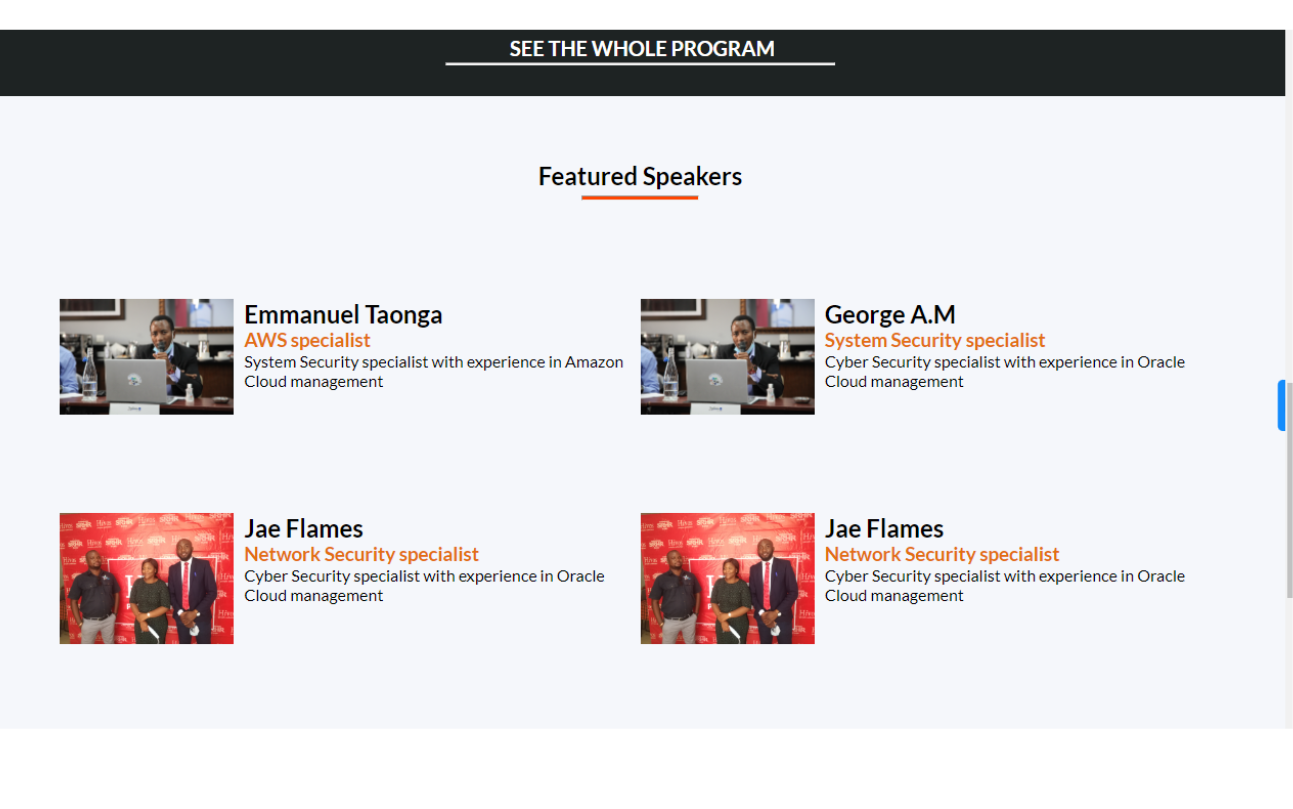 SEE THE WHOLE PROGRAM
Featured Speakers
Emmanuel Taonga
AWS specialist
System Security specialist with experience in Amazon
Cloud management
George A.M
System Security specialist
Cyber Security specialist with experience in Oracle
Cloud management
Jae Flames
Network Security specialist
Cyber Security specialist with experience in Oracle
Cloud management
Jae Flames
Network Security specialist
Cyber Security specialist with experience in Oracle
Cloud management